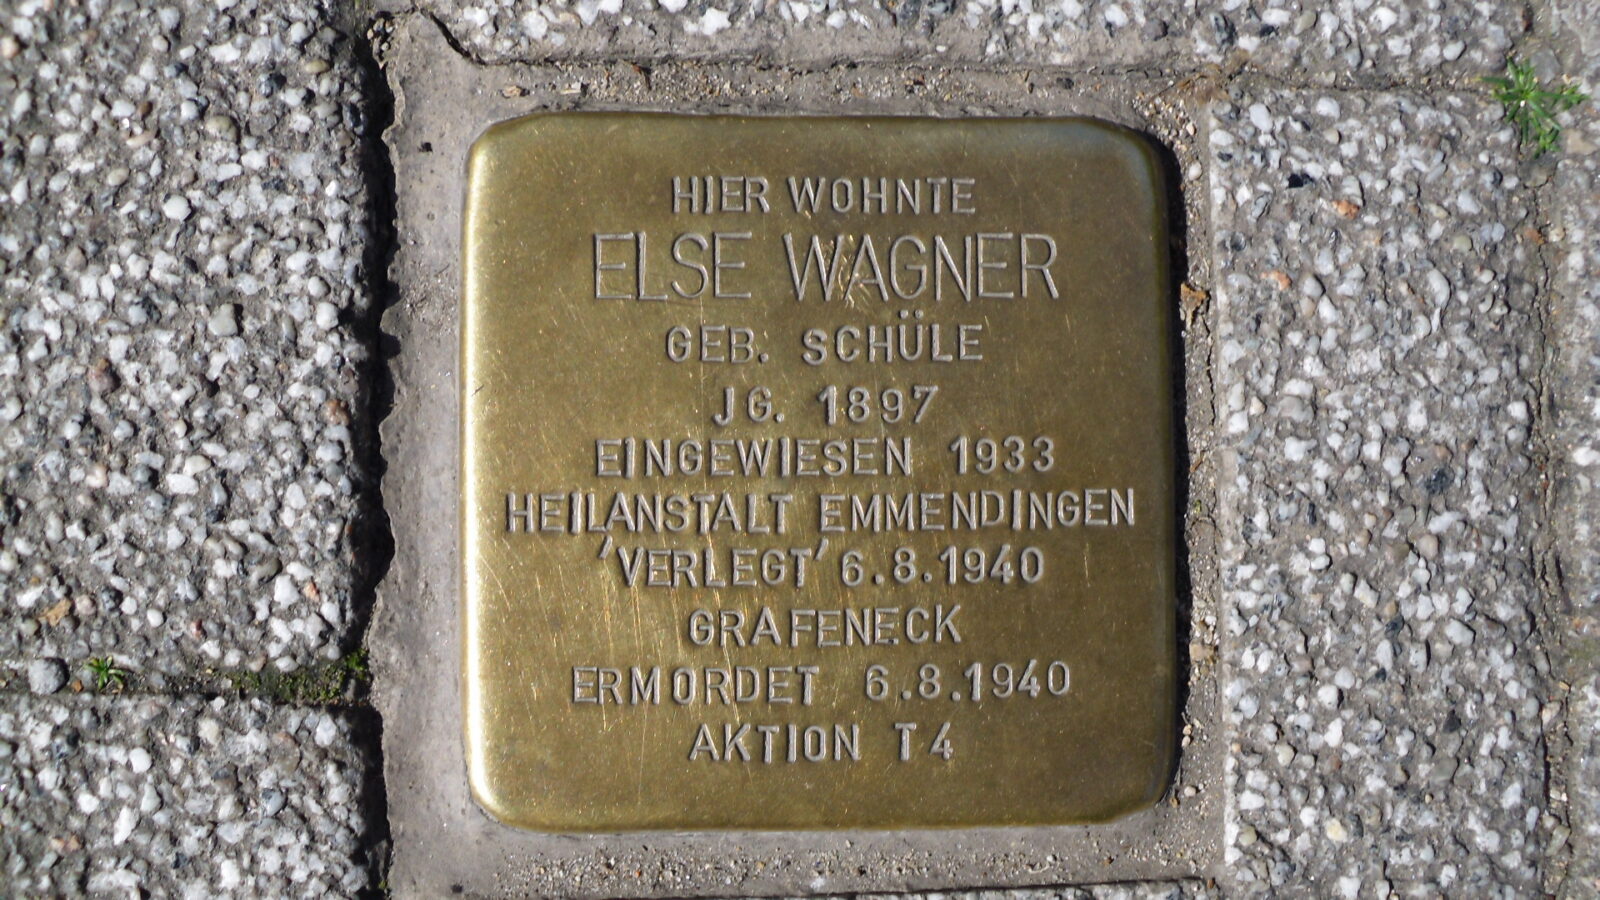 HIER WOHNTE
ELSE WAGNER
GEB. SCHÜLE
JG. 1897
EINGEWIESEN 1933
HEILANSTALT EMMENDINGEN
'VERLEGT' 6.8.1940
GRAFENECK
ERMORDET 6.8.1940
AKTION T4